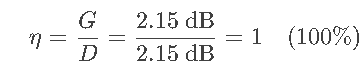 η = G/D = 2.15 dB/2.15 dB = 1 (100%)